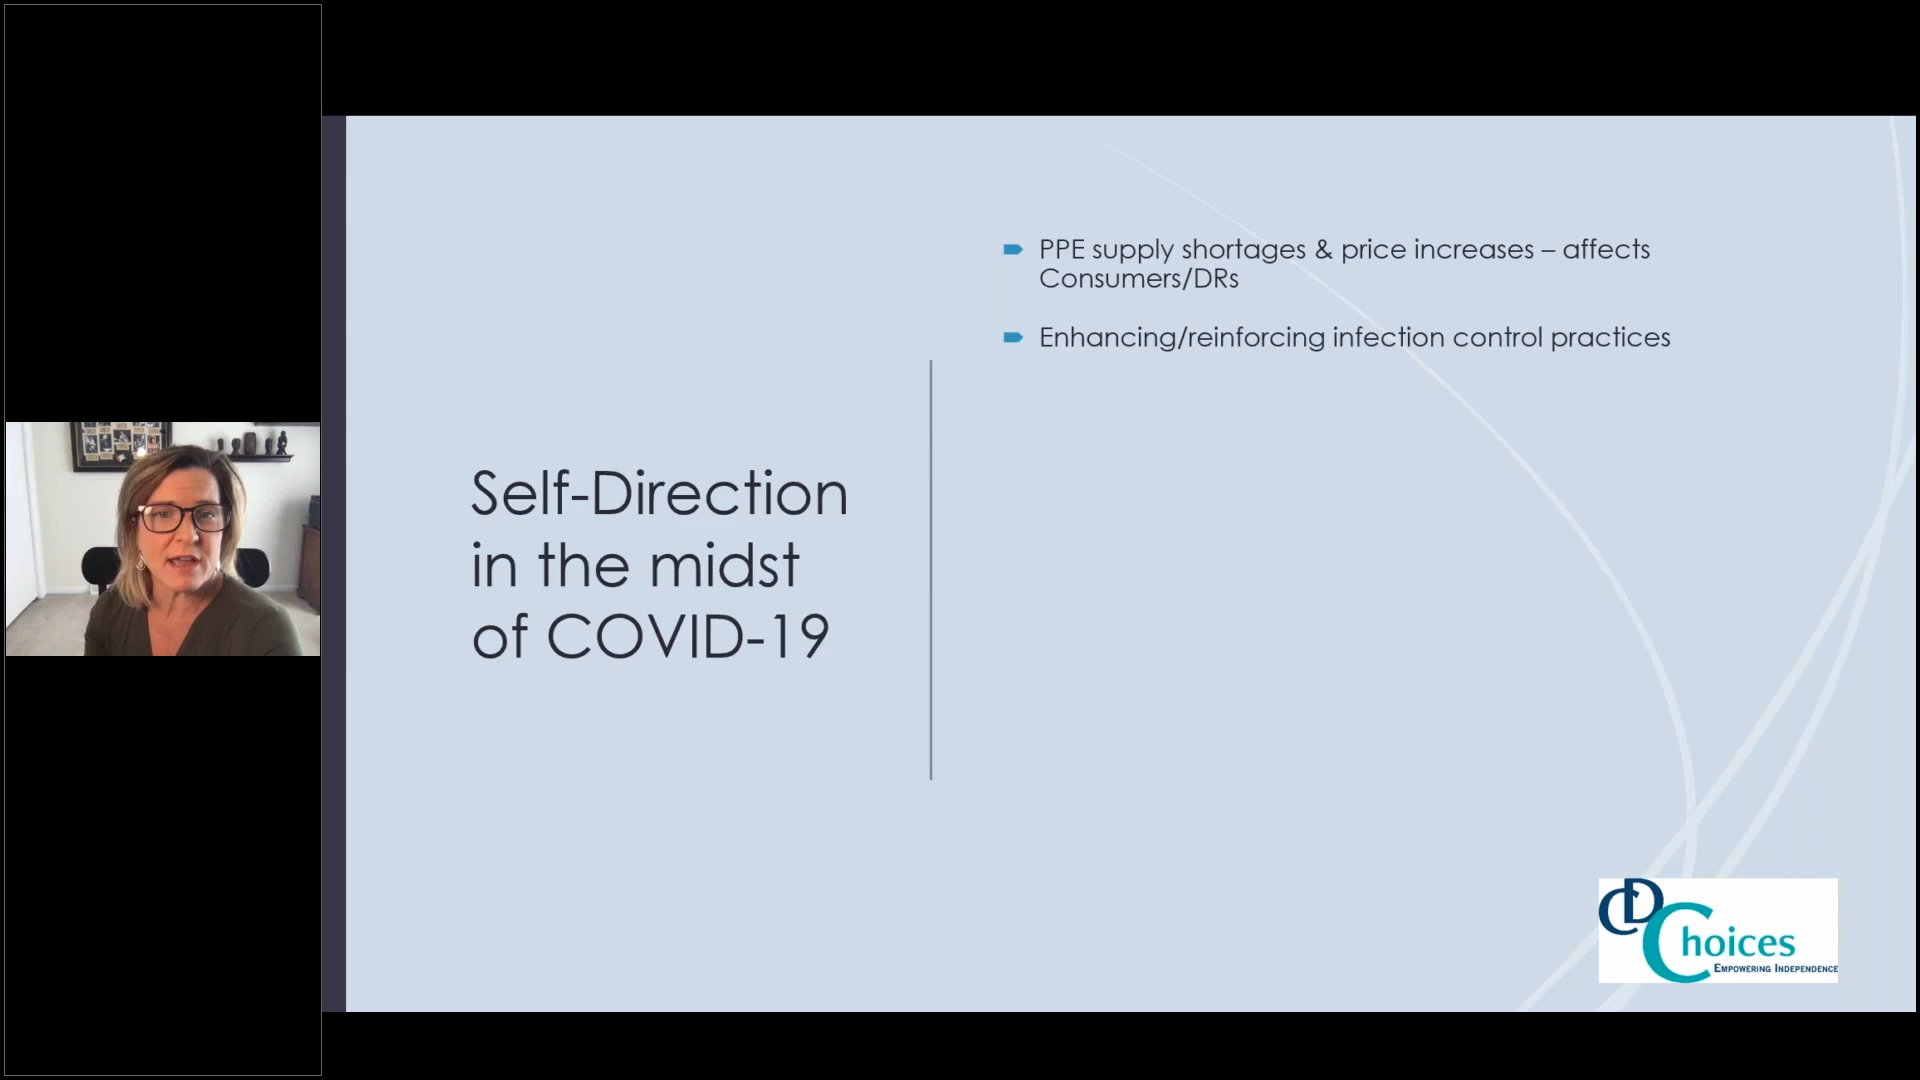 PPE supply shortages & price increases – affects
Consumers/DRs
Enhancing/reinforcing infection control practices
Self-Direction
in the midst
of COVID-19
CDChoices
EMPOWERING INDEPENDENCE